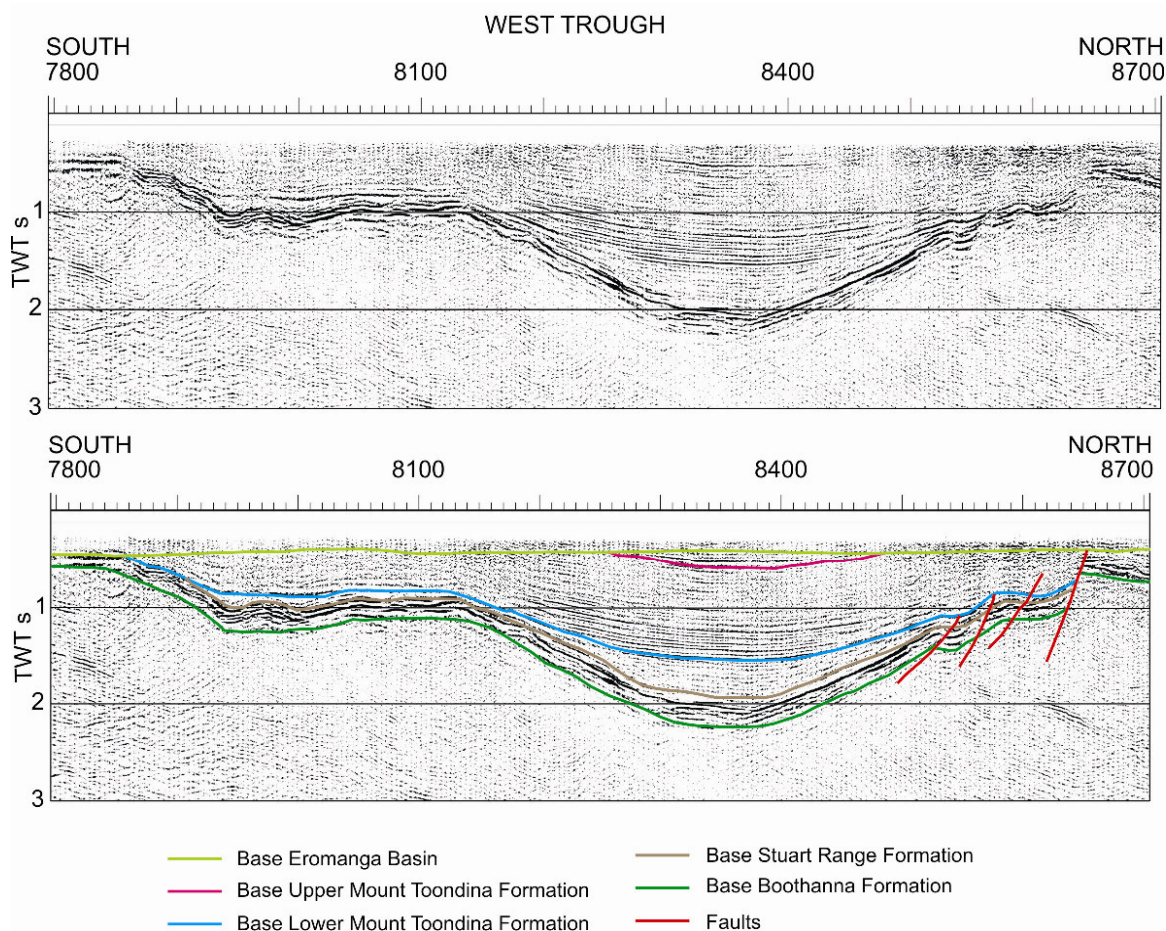 WEST TROUGH
SOUTH NORTH
7800 8100 8400 8700
TWT s
1
2
3
SOUTH NORTH
7800 8100 8400 8700
TWT s
1
2
3
Base Eromanga Basin Base Stuart Range Formation
Base Upper Mount Toondina Formation Base Boothanna Formation
Base Lower Mount Toondina Formation Faults